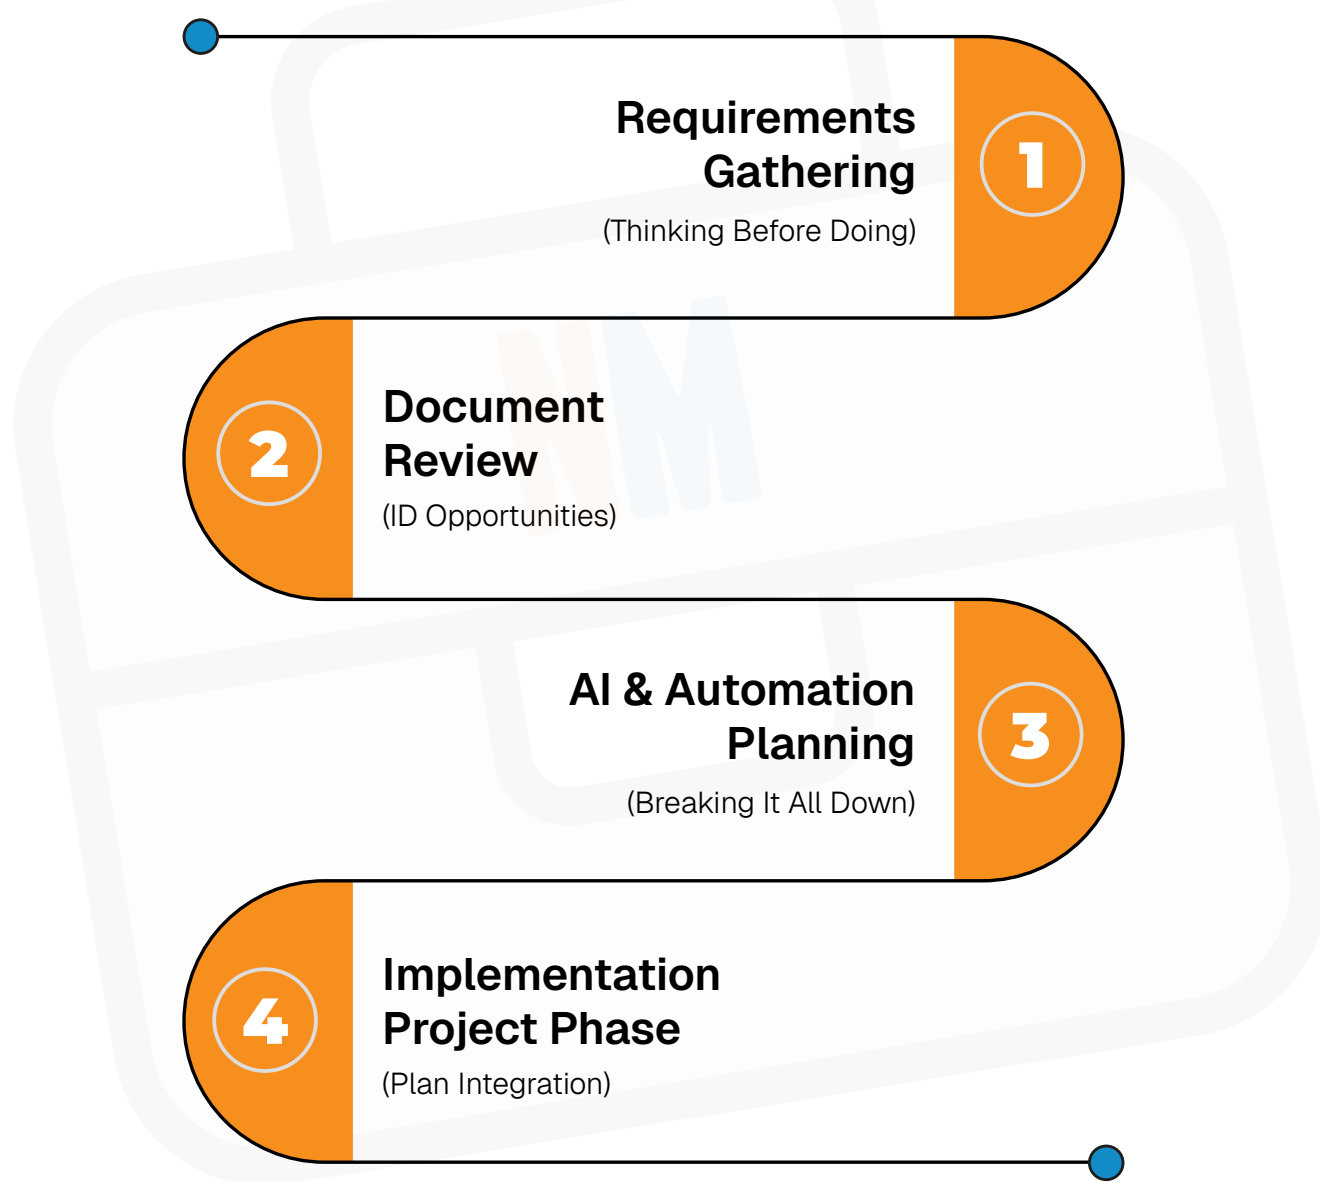 Requirements
Gathering
(Thinking Before Doing)
1
2
Document
Review
(ID Opportunities)
AI & Automation
Planning
(Breaking It All Down)
3
4
Implementation
Project Phase
(Plan Integration)
NM